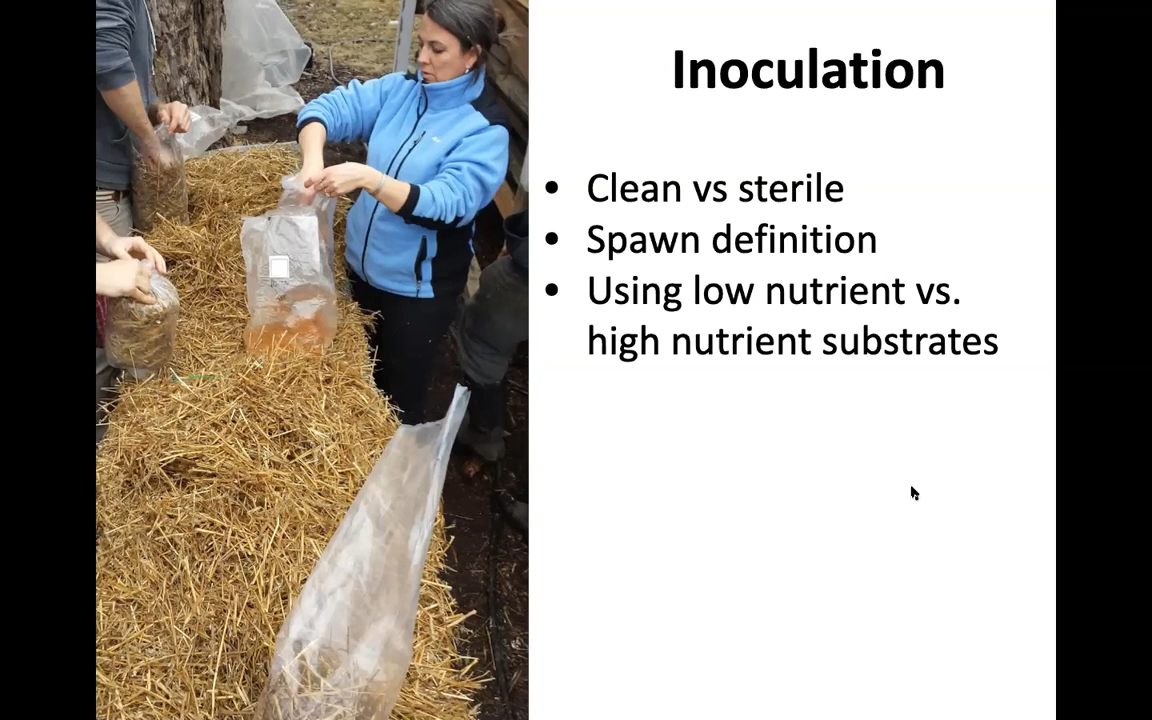 Inoculation
• Clean vs sterile
• Spawn definition
• Using low nutrient vs.
high nutrient substrates